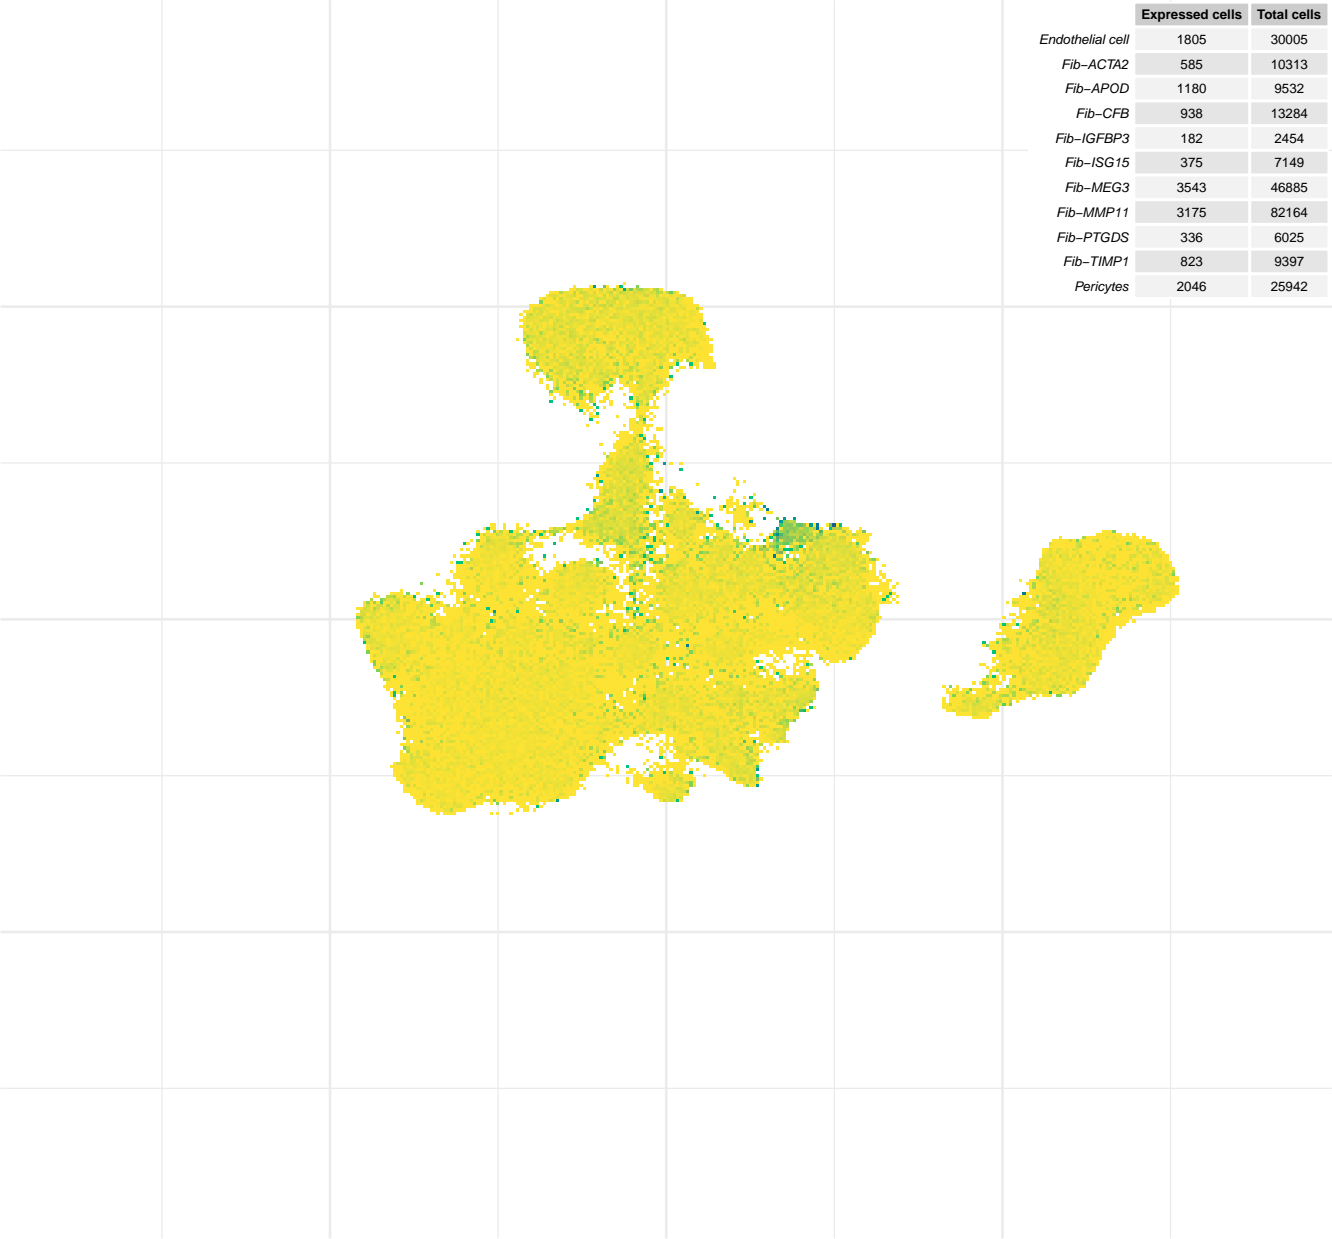 Expressed cells Total cells
Endothelial cell 1805 30005
Fib−ACTA2 585 10313
Fib−APOD 1180 9532
Fib−CFB 938 13284
Fib−IGFBP3 182 2454
Fib−ISG15 375 7149
Fib−MEG3 3543 46885
Fib−MMP11 3175 82164
Fib−PTGDS 336 6025
Fib−TIMP1 823 9397
Pericytes 2046 25942